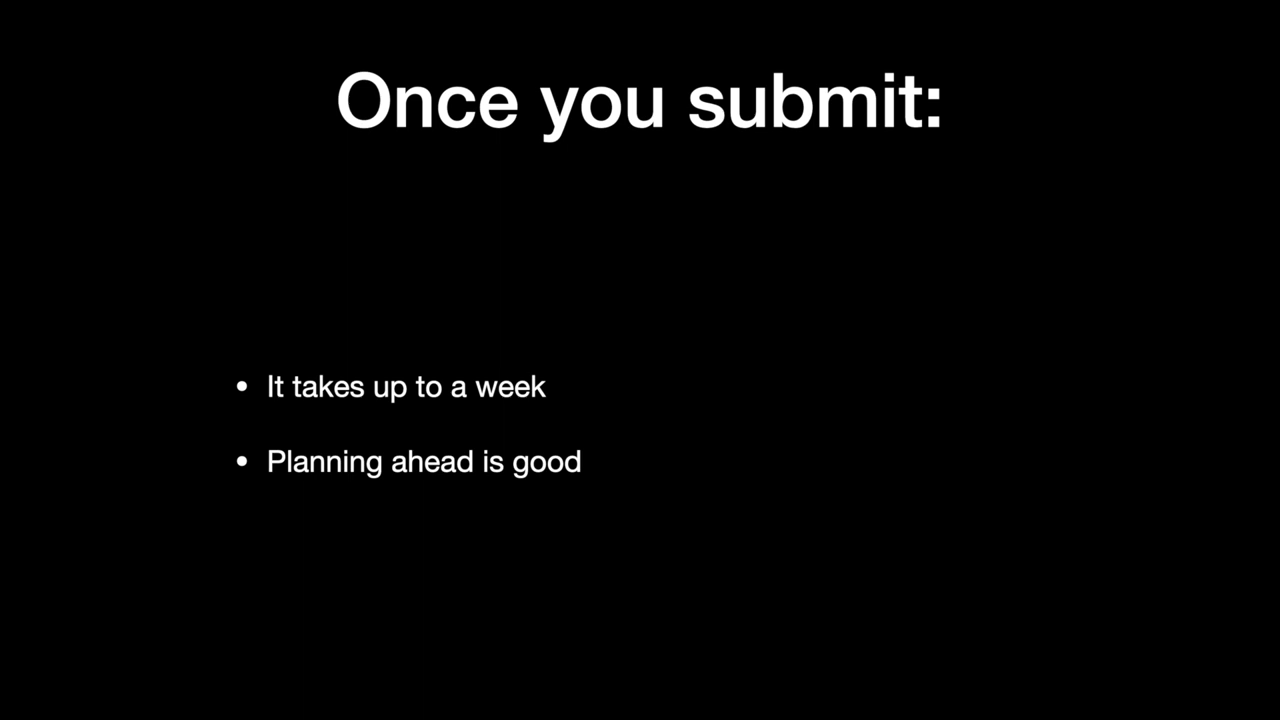 Once you submit:
• It takes up to a week
• Planning ahead is good